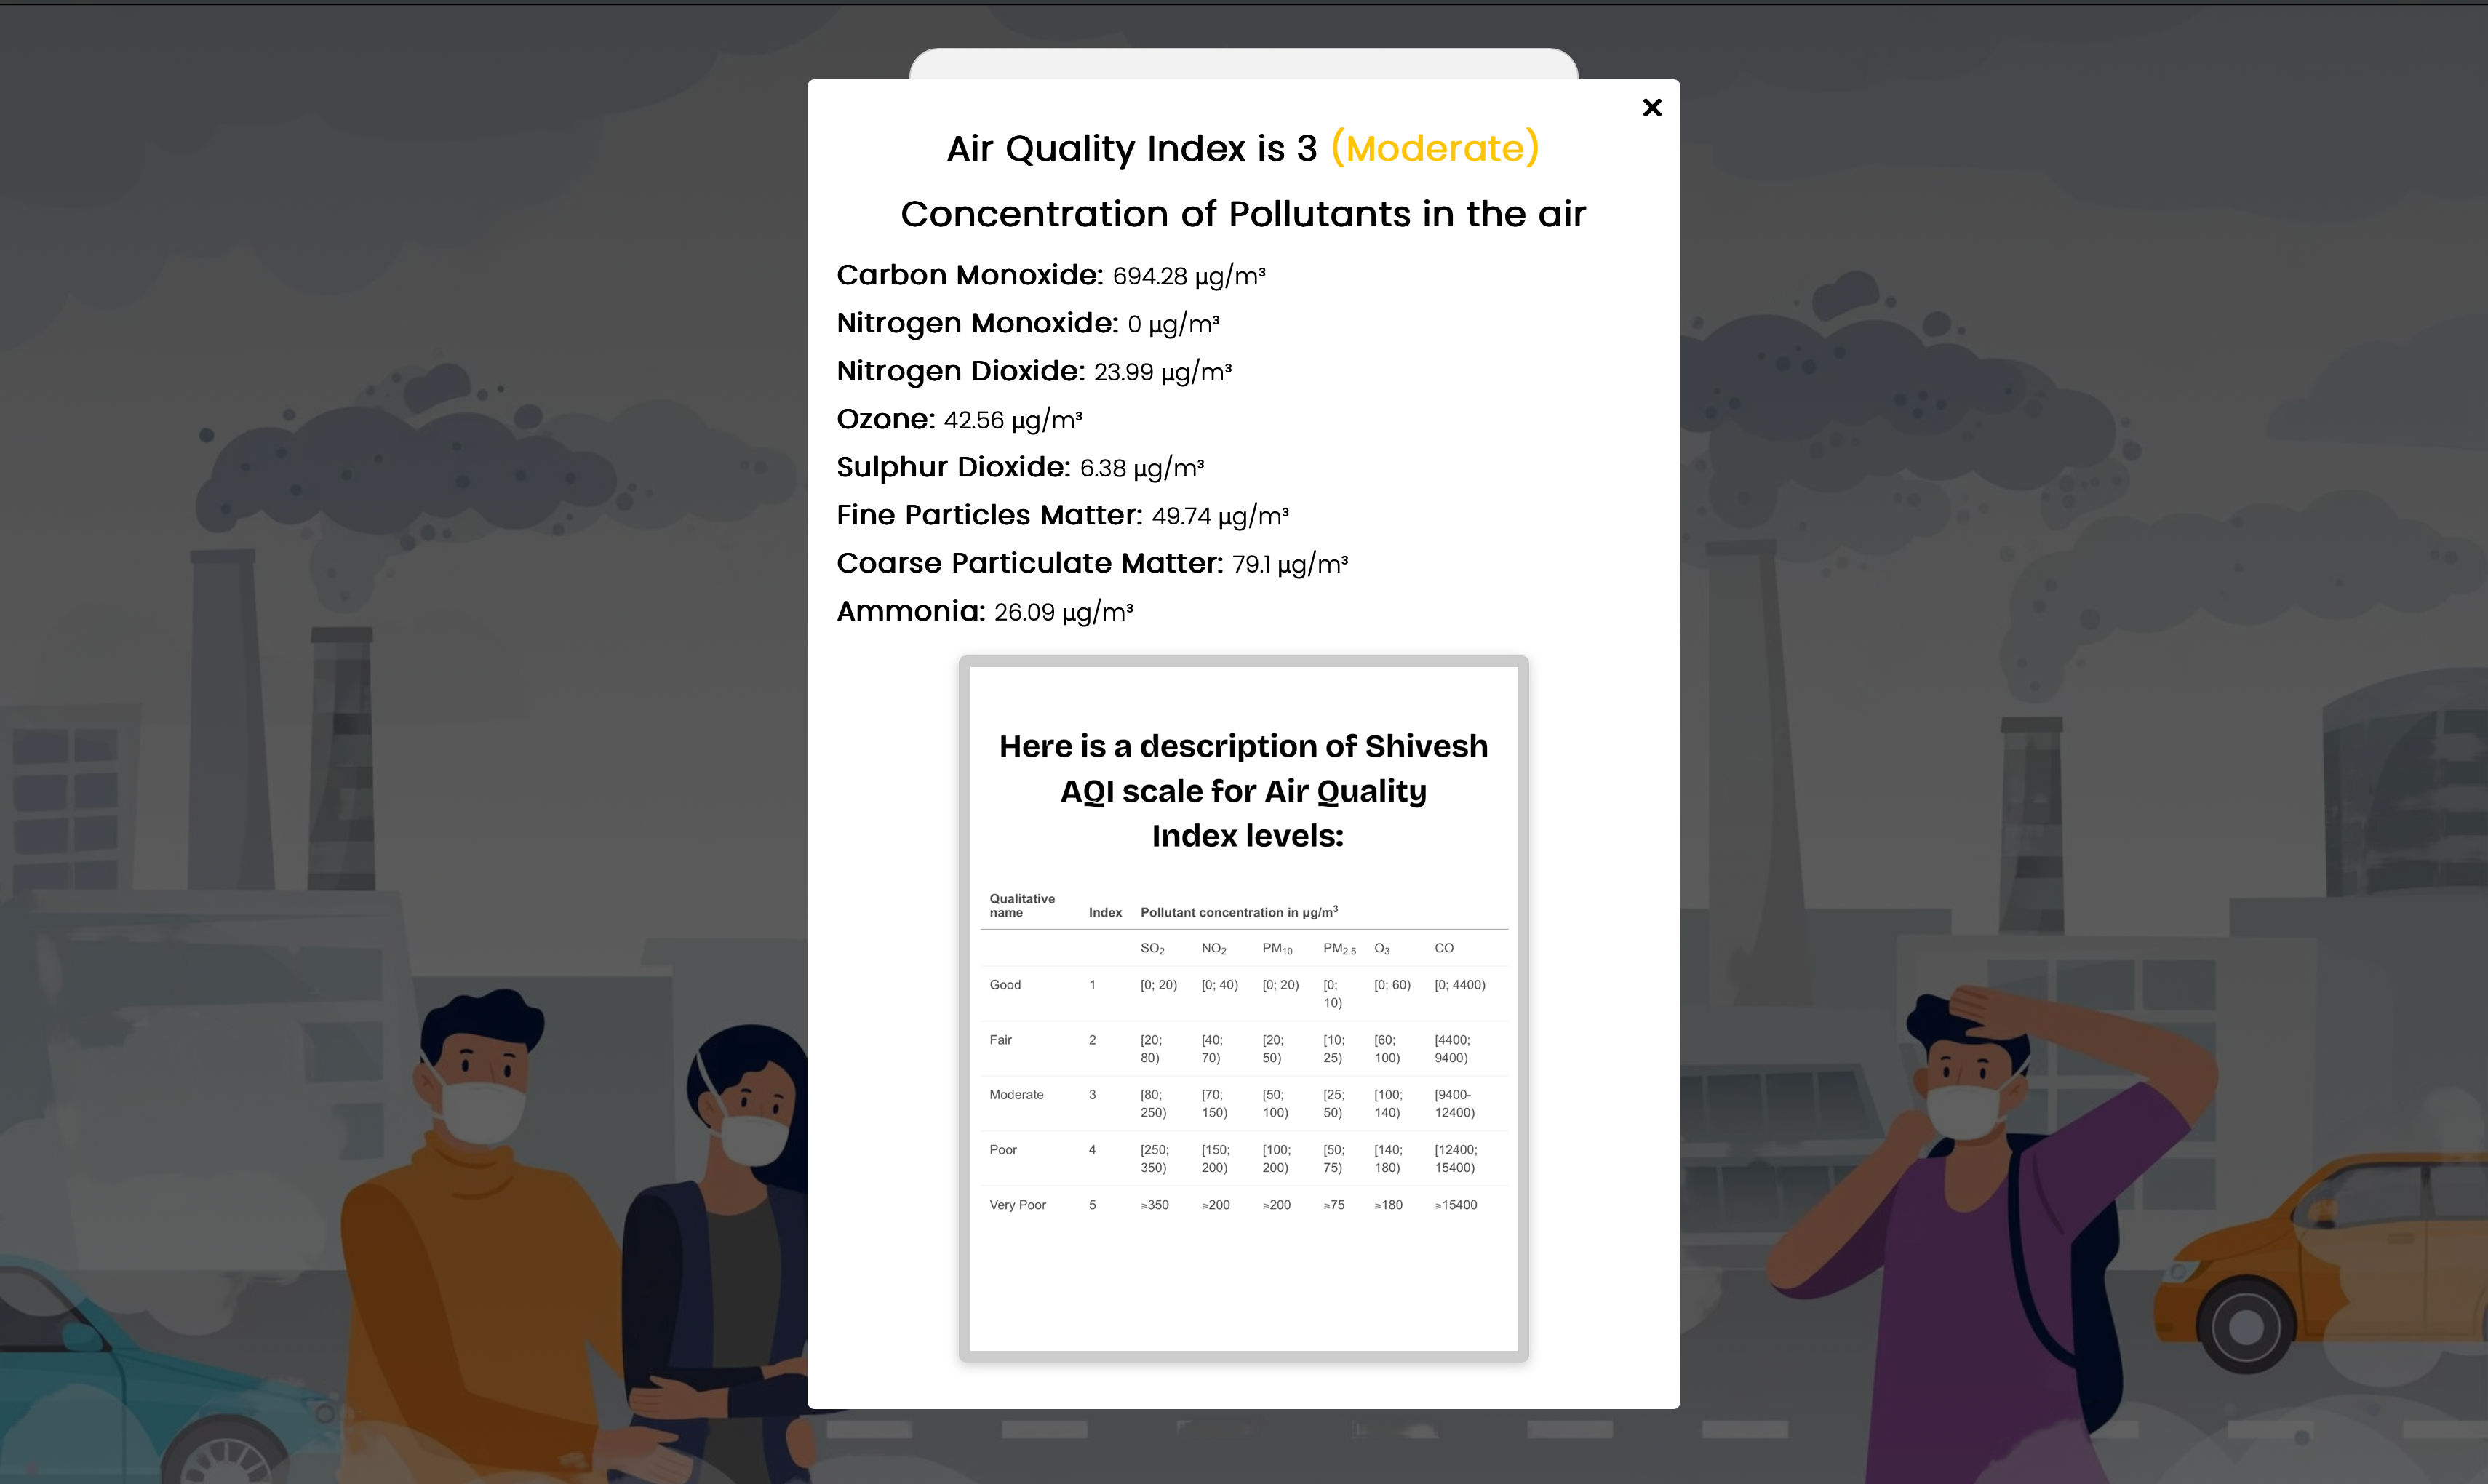 ×
Air Quality Index is 3 (Moderate)
Concentration of Pollutants in the air
Carbon Monoxide: 694.28 μg/m³
Nitrogen Monoxide: 0 μg/m³
Nitrogen Dioxide: 23.99 μg/m³
Ozone: 42.56 μg/m³
Sulphur Dioxide: 6.38 μg/m³
Fine Particles Matter: 49.74 μg/m³
Coarse Particulate Matter: 79.1 μg/m³
Ammonia: 26.09 μg/m³
Here is a description of Shivesh
AQI scale for Air Quality
Index levels:
Qualitative
name Index Pollutant concentration in μg/m³
SO₂ NO₂ PM₁₀ PM₂.₅ O₃ CO
Good 1 [0; 20) [0; 40) [0; 20) [0; [0; 60) [0; 4400)
10)
Fair 2 [20; [40; [20; [10; [60; [4400;
80) 70) 50) 25) 100) 9400)
Moderate 3 [80; [70; [50; [25; [100; [9400-
250) 150) 100) 50) 140) 12400)
Poor 4 [250; [150; [100; [50; [140; [12400;
350) 200) 200) 75) 180) 15400)
Very Poor 5 ⩾350 ⩾200 ⩾200 ⩾75 ⩾180 ⩾15400